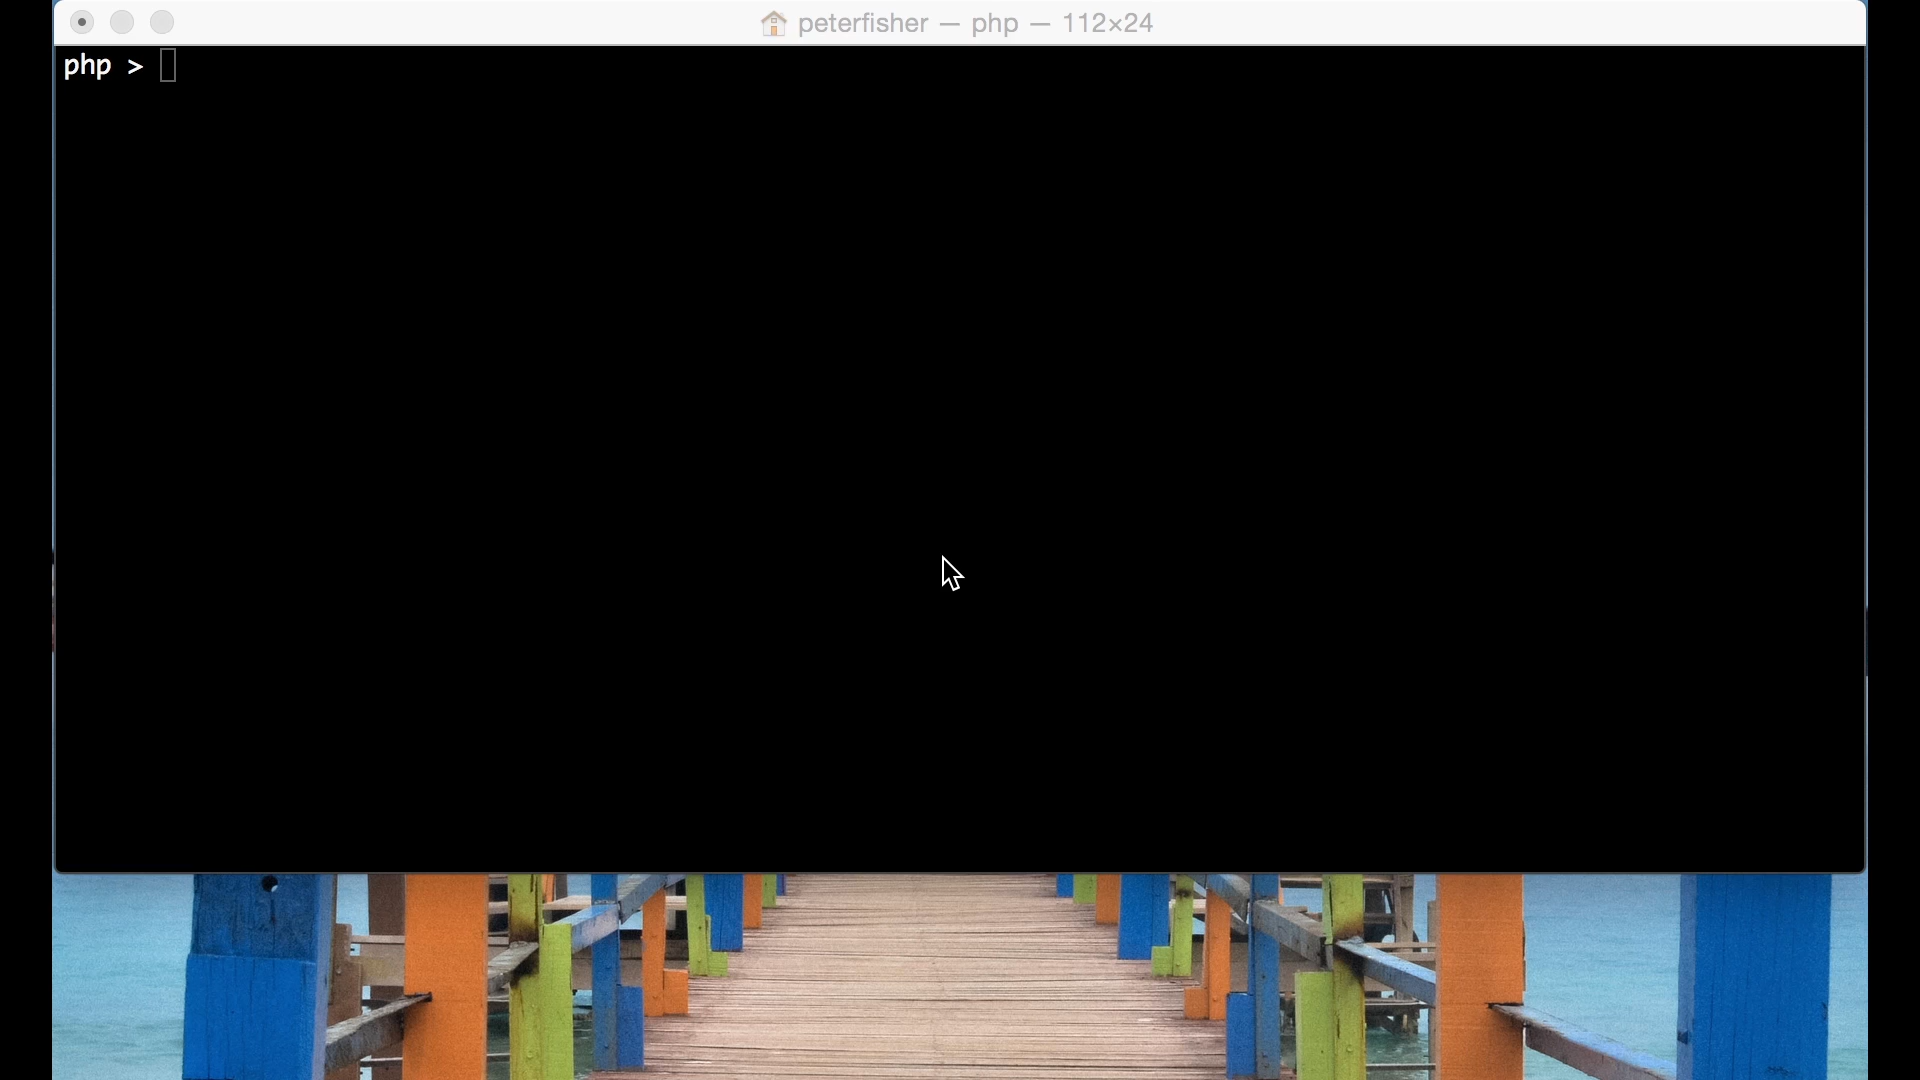 peterfisher — php — 112×24
php >